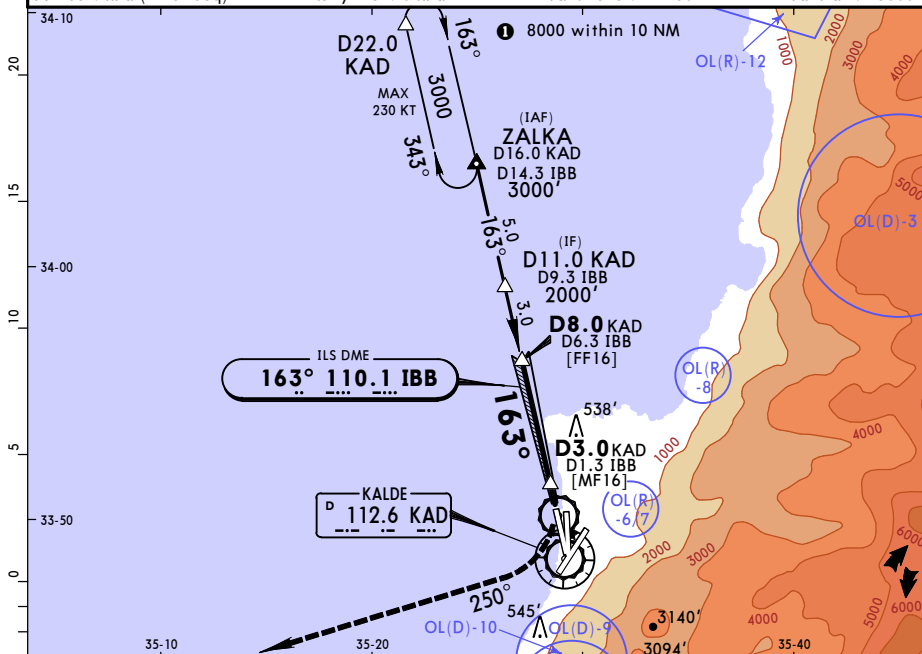 34-10
20
D22.0
KAD
MAX
230 KT
163°
3000
343°
1 8000 within 10 NM
OL(R)-12
1000
2000
3000
4000
(IAF)
ZALKA
D16.0 KAD
D14.3 IBB
3000'
15
5000
OL(D)-3
5.0
163°
(IF)
D11.0 KAD
D9.3 IBB
2000'
34-00
10
3.0
D8.0 KAD
D6.3 IBB
[FF16]
ILS DME
163° 110.1 IBB
OL(R)
-8
163°
538'
4000
5
D3.0 KAD
D1.3 IBB
[MF16]
1000
KALDE
D 112.6 KAD
OL(R)
-6/7
33-50
2000
3000
6000
0
250°
545'
OL(D)-10
OL(D)-9
3140'
3094'
4000
5000
6000
35-10
35-20
35-40